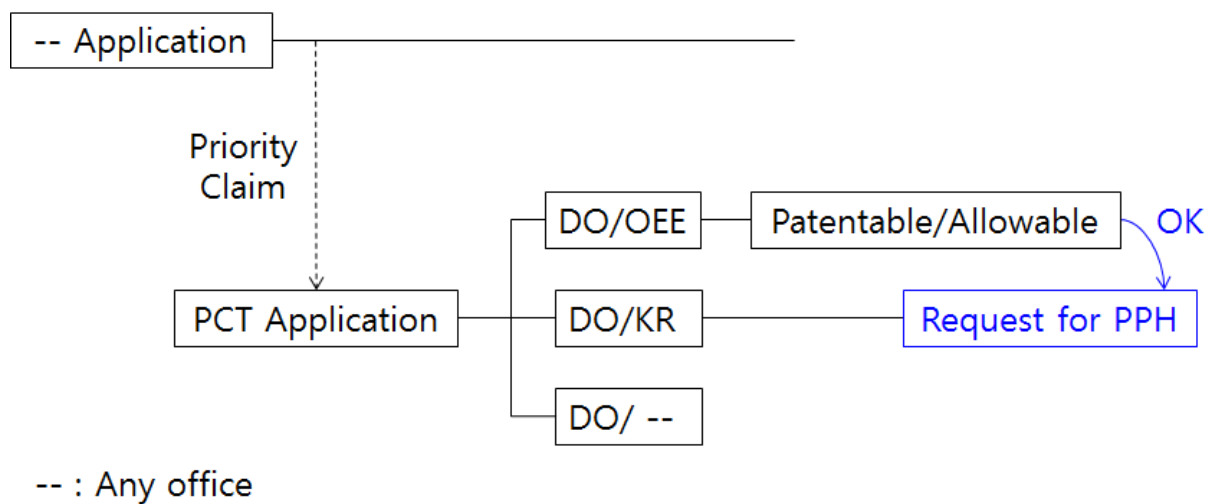 -- Application
Priority
Claim
DO/OEE
Patentable/Allowable
OK
PCT Application
DO/KR
Request for PPH
DO/ --
-- : Any office